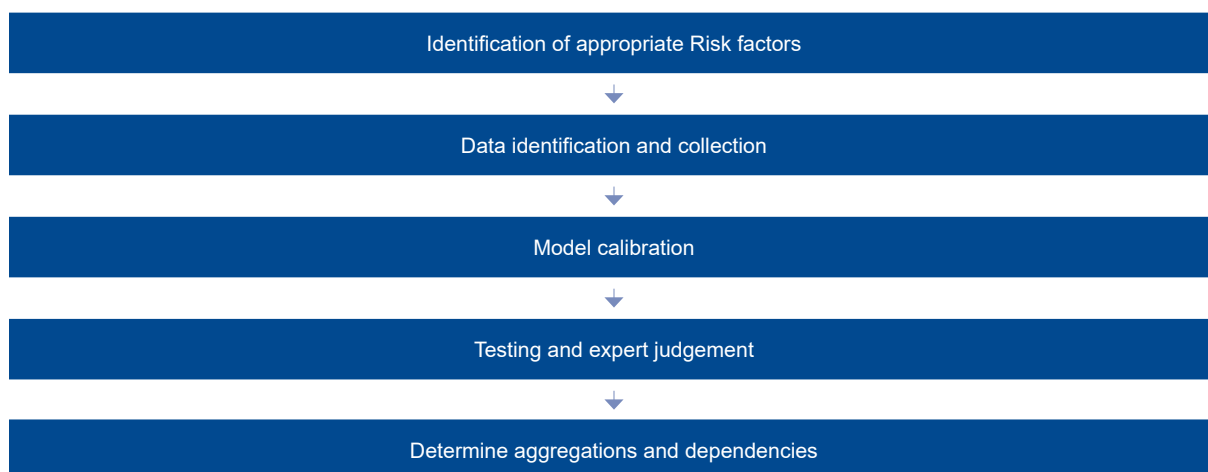 Identification of appropriate Risk factors
Data identification and collection
Model calibration
Testing and expert judgement
Determine aggregations and dependencies